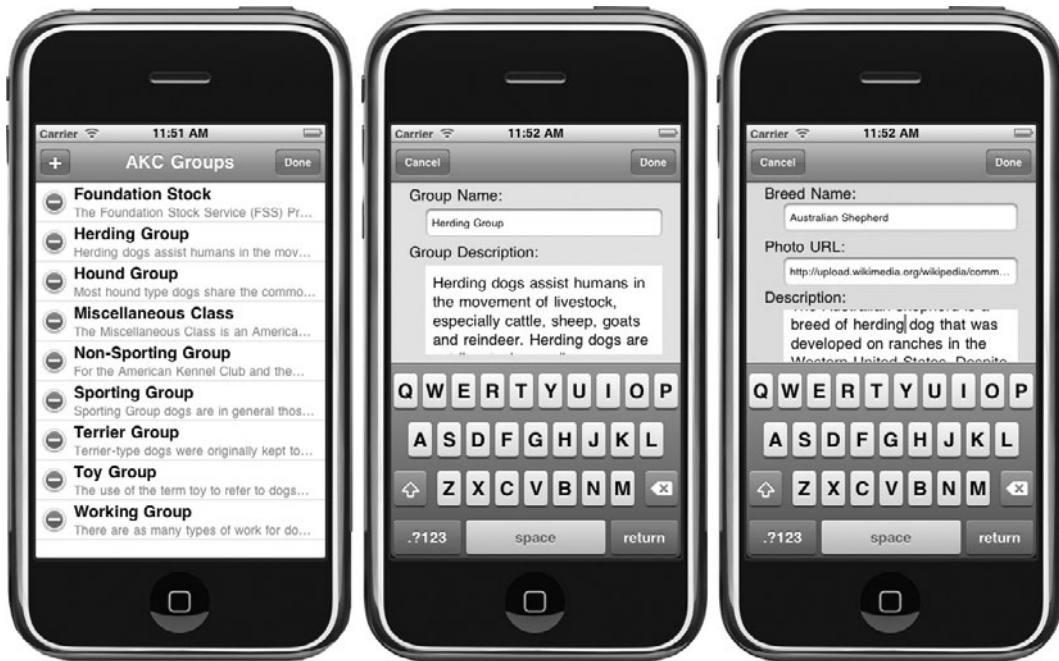 Carrier
11:51 AM
+
AKC Groups
Done
Foundation Stock
The Foundation Stock Service (FSS) Pr...
Herding Group
Herding dogs assist humans in the mov...
Hound Group
Most hound type dogs share the commo...
Miscellaneous Class
The Miscellaneous Class is an America...
Non-Sporting Group
For the American Kennel Club and the...
Sporting Group
Sporting Group dogs are in general thos...
Terrier Group
Terrier-type dogs were originally kept to...
Toy Group
The use of the term toy to refer to dogs...
Working Group
There are as many types of work for do...
Carrier
11:52 AM
Cancel
Done
Group Name:
Herding Group
Group Description:
Herding dogs assist humans in
the movement of livestock,
especially cattle, sheep, goats
and reindeer. Herding dogs are
Q W E R T Y U I O P
A S D F G H J K L
Z X C V B N M
.?123
space
return
Carrier
11:52 AM
Cancel
Done
Breed Name:
Australian Shepherd
Photo URL:
http://upload.wikimedia.org/wikipedia/comm...
Description:
The Australian Shepherd is a
breed of herding dog that was
developed on ranches in the
Western United States. Despite
Q W E R T Y U I O P
A S D F G H J K L
Z X C V B N M
.?123
space
return